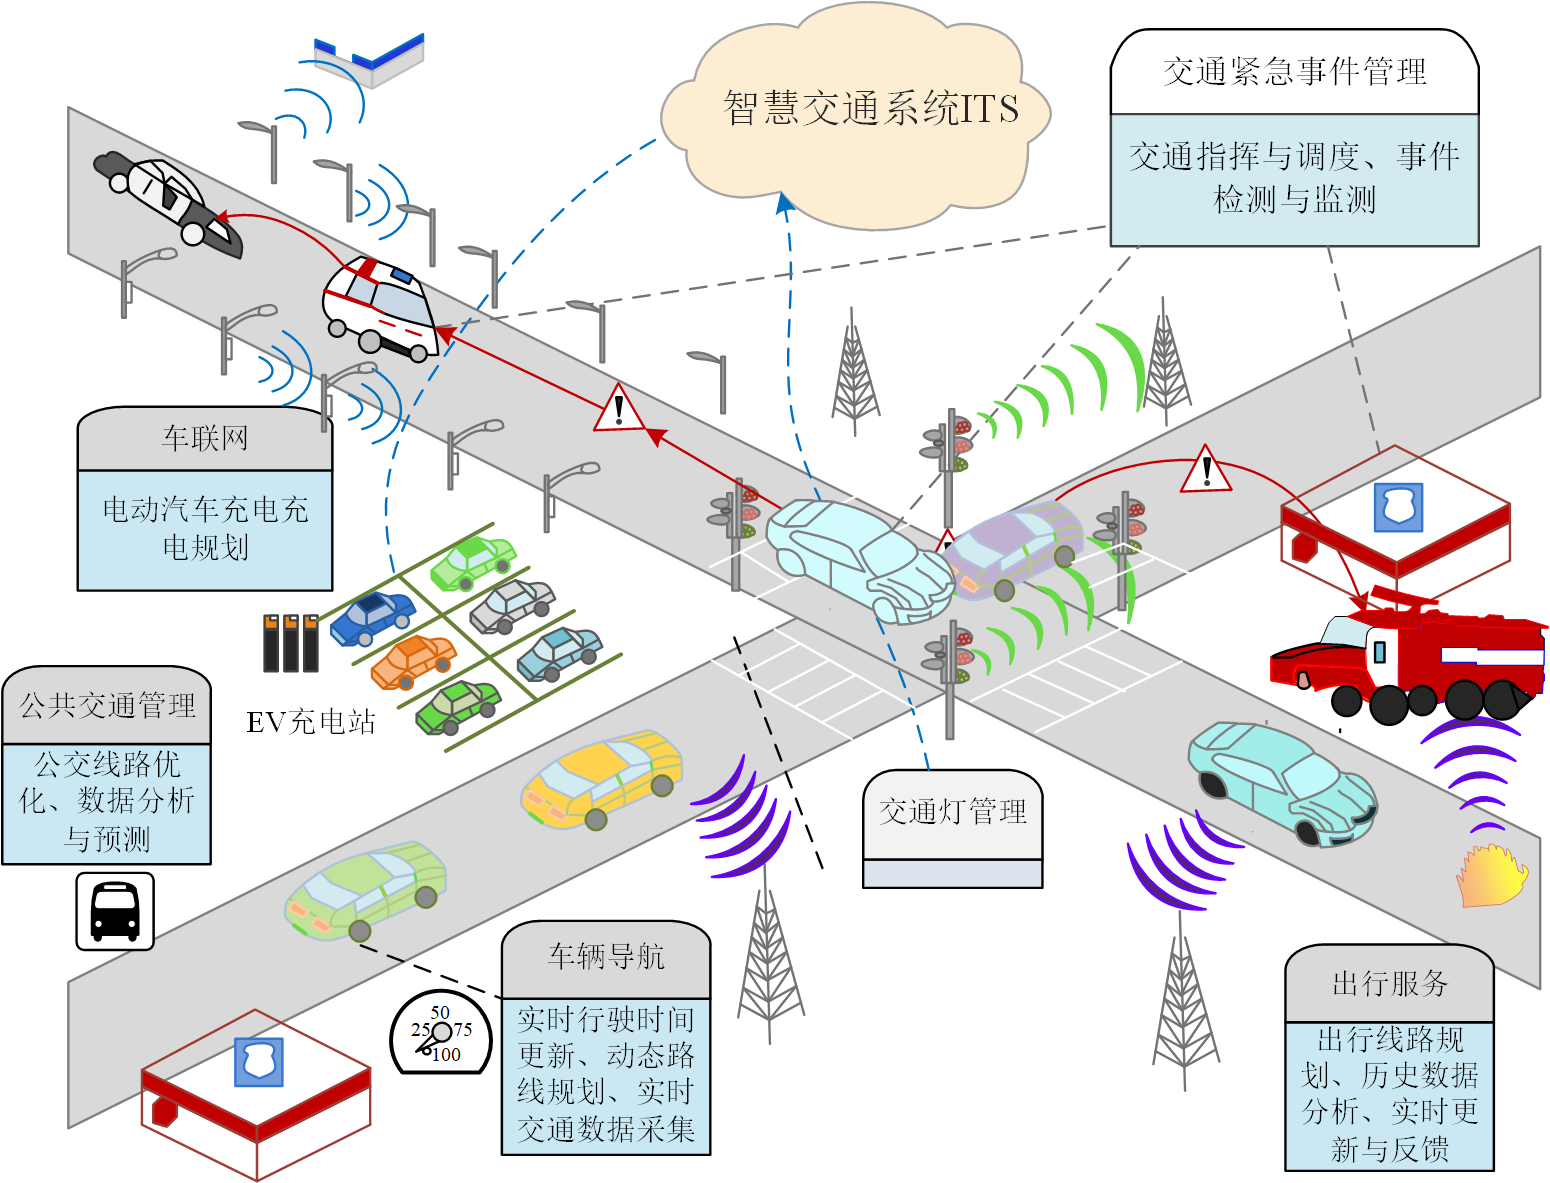 智慧交通系统ITS
交通紧急事件管理
交通指挥与调度、事件
检测与监测
车联网
电动汽车充电充
电规划
EV充电站
公共交通管理
公交线路优
化、数据分析
与预测
交通灯管理
车辆导航
实时行驶时间
更新、动态路
线规划、实时
交通数据采集
50
25 75
100
出行服务
出行线路规
划、历史数据
分析、实时更
新与反馈